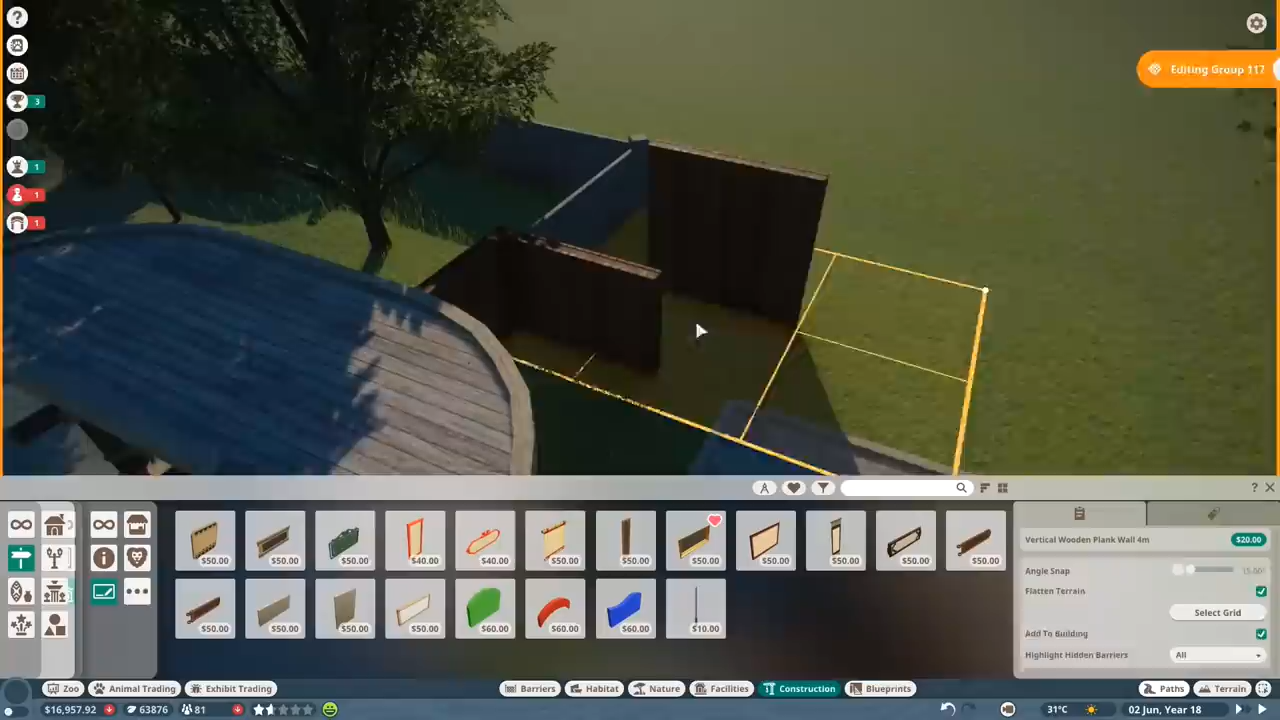 ?
Editing Group 117
3
1
1
1
? ×
$50.00 $50.00 $50.00 $40.00 $40.00 $50.00 $50.00 $50.00 $50.00 $50.00 $50.00 $50.00
$50.00 $50.00 $50.00 $50.00 $60.00 $60.00 $60.00 $10.00
Vertical Wooden Plank Wall 4m $20.00
Angle Snap 15.00°
Flatten Terrain
Select Grid
Add To Building
Highlight Hidden Barriers All
Zoo Animal Trading Exhibit Trading Barriers Habitat Nature Facilities Construction Blueprints Paths Terrain
$16,957.92 63876 81 31°C 02 Jun, Year 18